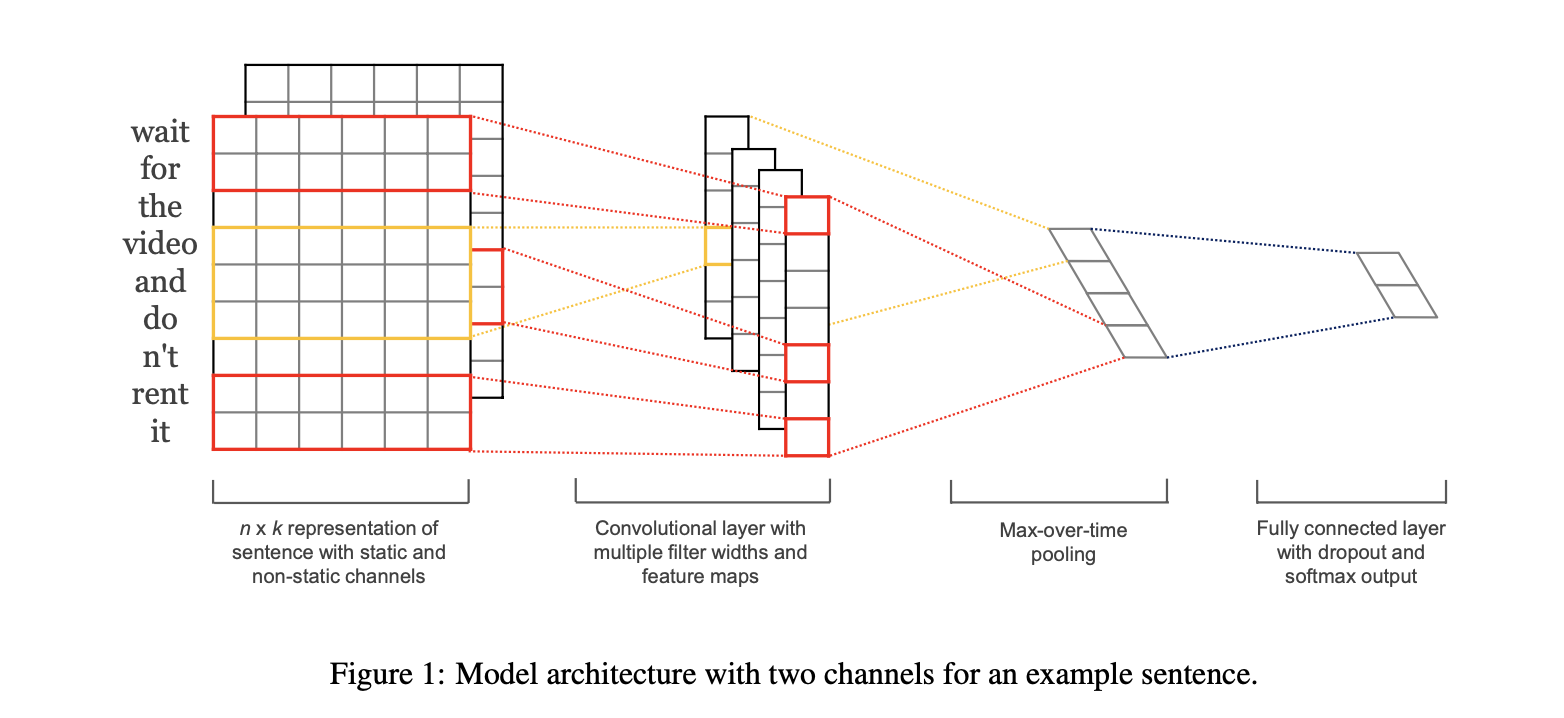 wait
for
the
video
and
do
n't
rent
it
n x k representation of
sentence with static and
non-static channels
Convolutional layer with
multiple filter widths and
feature maps
Max-over-time
pooling
Fully connected layer
with dropout and
softmax output
Figure 1: Model architecture with two channels for an example sentence.